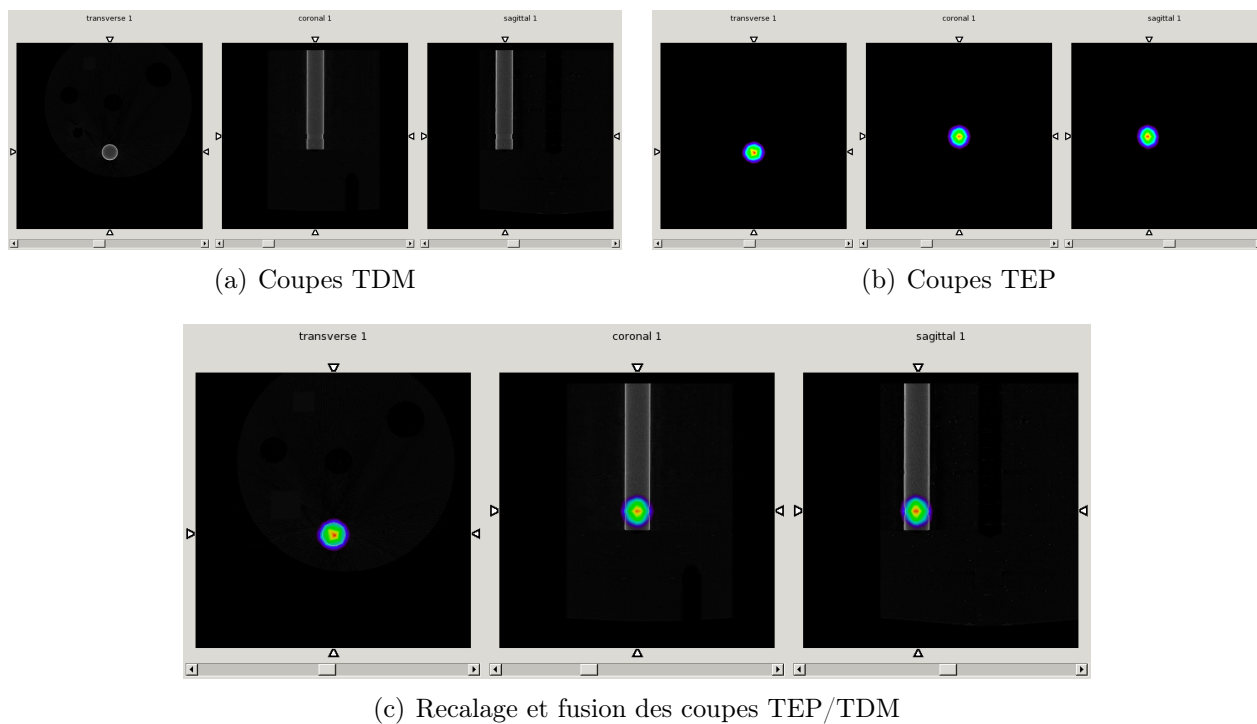 transverse 1 coronal 1 sagittal 1
transverse 1 coronal 1 sagittal 1
(a) Coupes TDM
(b) Coupes TEP
transverse 1 coronal 1 sagittal 1
(c) Recalage et fusion des coupes TEP/TDM